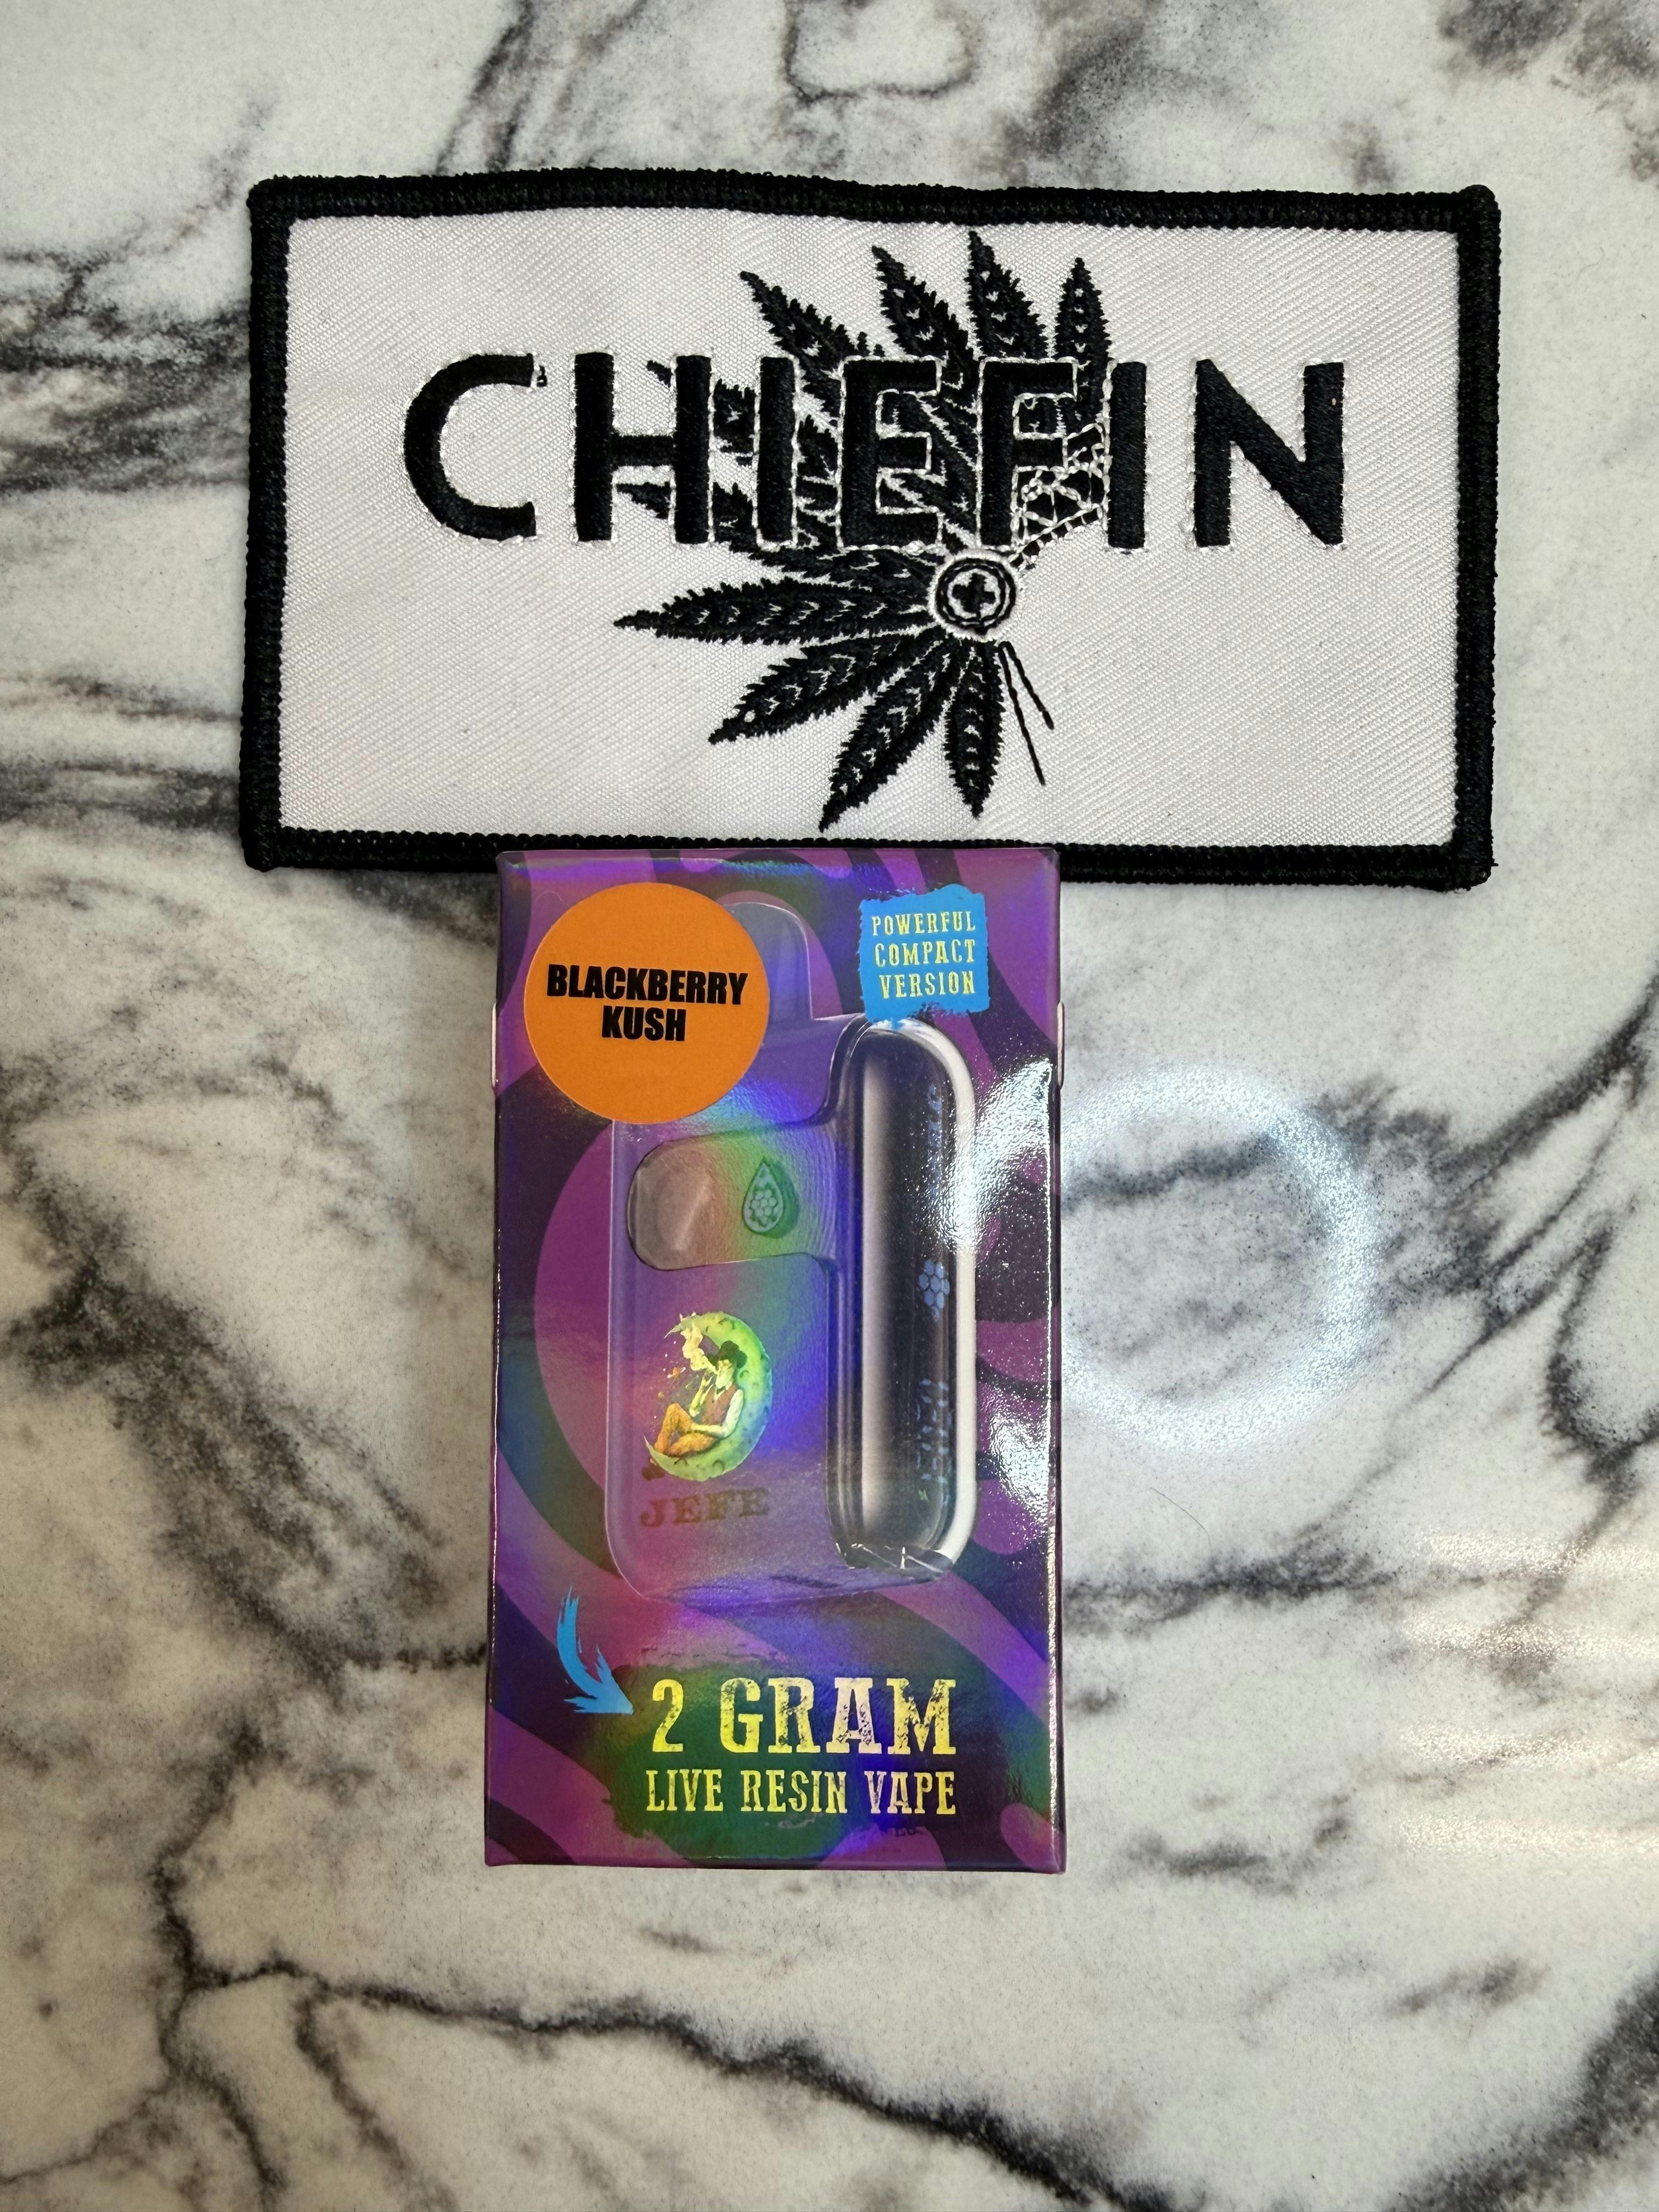 CHIEFIN
BLACKBERRY
KUSH
POWERFUL
COMPACT
VERSION
JEFE
2 GRAM
LIVE RESIN VAPE